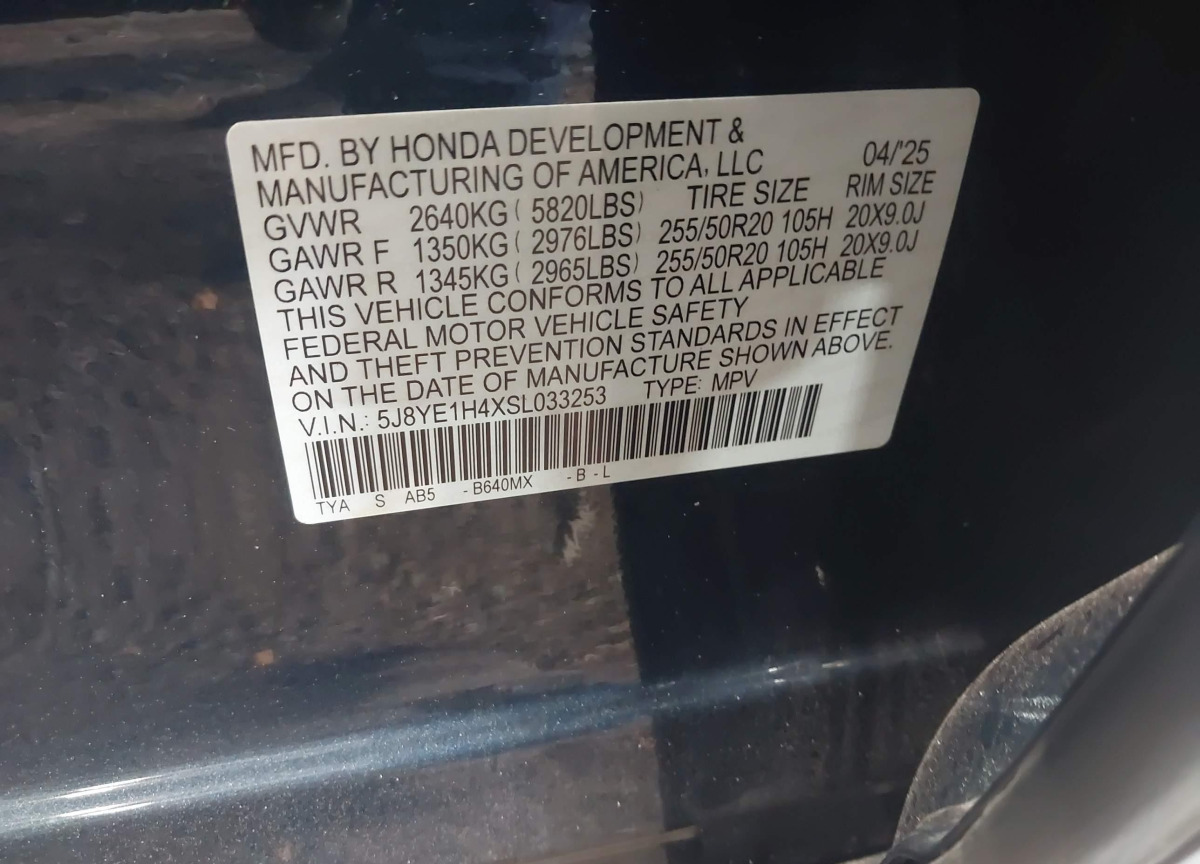 MFD. BY HONDA DEVELOPMENT &
MANUFACTURING OF AMERICA, LLC 04/'25
GVWR 2640KG ( 5820LBS) TIRE SIZE RIM SIZE
GAWR F 1350KG ( 2976LBS) 255/50R20 105H 20X9.0J
GAWR R 1345KG ( 2965LBS) 255/50R20 105H 20X9.0J
THIS VEHICLE CONFORMS TO ALL APPLICABLE
FEDERAL MOTOR VEHICLE SAFETY
AND THEFT PREVENTION STANDARDS IN EFFECT
ON THE DATE OF MANUFACTURE SHOWN ABOVE.
V.I.N.: 5J8YE1H4XSL033253 TYPE: MPV
TYA S AB5 - B640MX - B - L